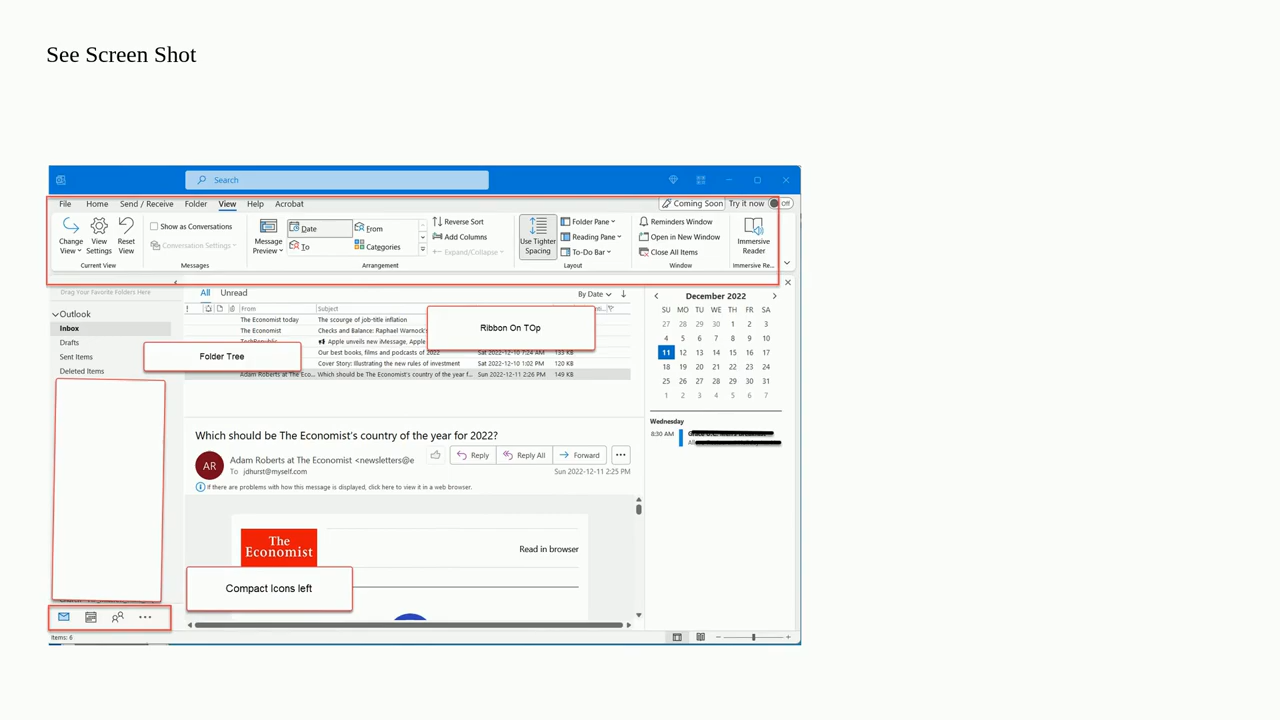 See Screen Shot
Search
File Home Send / Receive Folder View Help Acrobat Coming Soon Try it now Off
Change View View Settings Reset View
Current View
Show as Conversations
Conversation Settings
Messages
Message Preview
Date From
To Categories
Reverse Sort
Add Columns
Expand/Collapse
Arrangement
Use Tighter Spacing
Folder Pane
Reading Pane
To-Do Bar
Layout
Reminders Window
Open in New Window
Close All Items
Window
Immersive Reader
Immersive Re...
Drag Your Favorite Folders Here
Outlook
Inbox
Drafts
Sent Items
Deleted Items
Folder Tree
All Unread By Date
From Subject
The Economist today The scourge of job-title inflation
The Economist Checks and Balance: Raphael Warnock'
Apple unveils new iMessage, Apple
Our best books, films and podcasts of 2022 Sat 2022-12-10 7:24 AM 133 KB
Cover Story: Illustrating the new rules of investment Sat 2022-12-10 1:02 PM 120 KB
Adam Roberts at The Eco... Which should be The Economist's country of the year f... Sun 2022-12-11 2:26 PM 149 KB
Ribbon On TOp
Which should be The Economist's country of the year for 2022?
AR
Adam Roberts at The Economist <newsletters@e
To jdhurst@myself.com
Reply Reply All Forward
Sun 2022-12-11 2:25 PM
If there are problems with how this message is displayed, click here to view it in a web browser.
The
Economist
Read in browser
Compact Icons left
December 2022
SU MO TU WE TH FR SA
27 28 29 30 1 2 3
4 5 6 7 8 9 10
11 12 13 14 15 16 17
18 19 20 21 22 23 24
25 26 27 28 29 30 31
1 2 3 4 5 6 7
Wednesday
8:30 AM
Items: 6